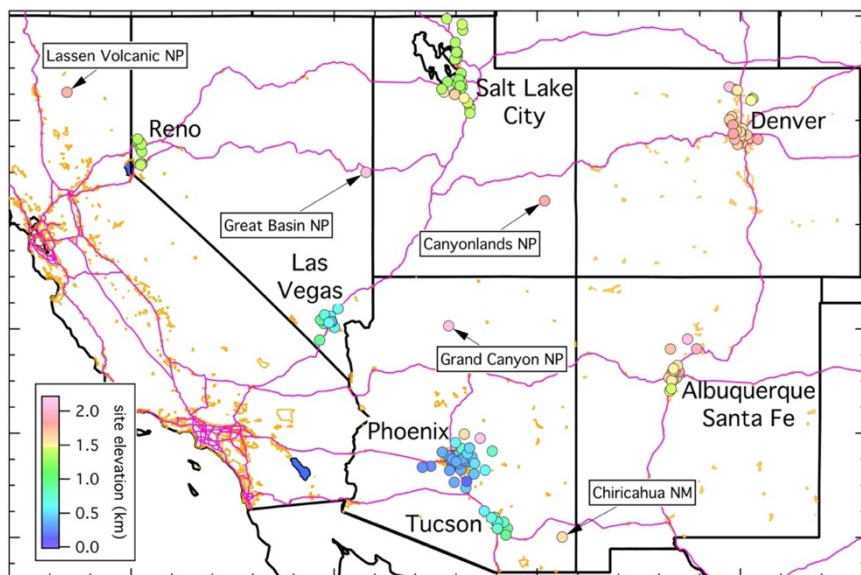 Lassen Volcanic NP
Reno
Salt Lake
City
Denver
Great Basin NP
Canyonlands NP
Las
Vegas
Grand Canyon NP
Albuquerque
Santa Fe
Phoenix
Chiricahua NM
Tucson
2.0
1.5
1.0
0.5
0.0
site elevation (km)